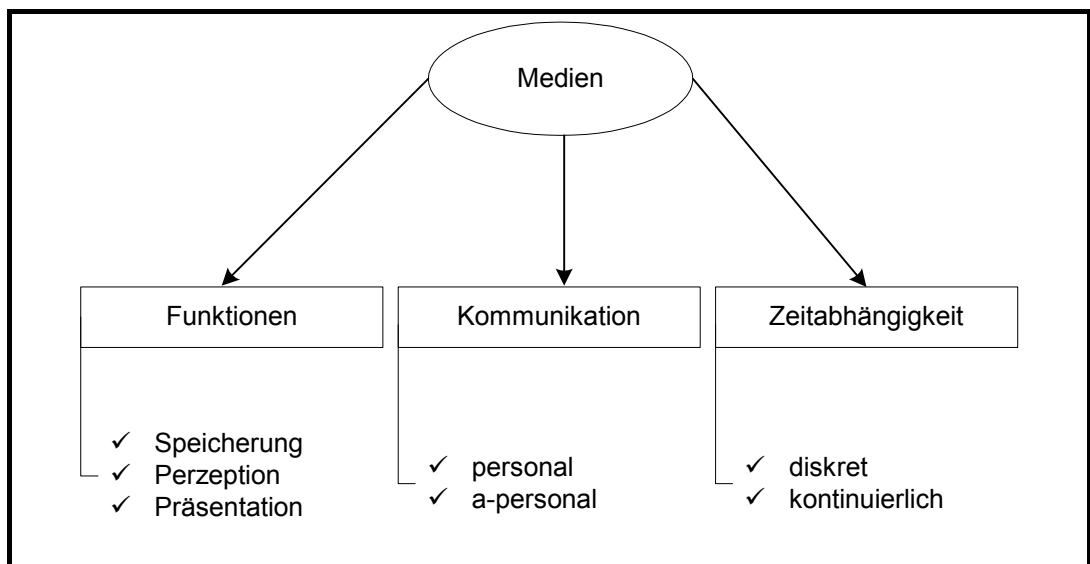 Medien
Funktionen
Kommunikation
Zeitabhängigkeit
✓ Speicherung
✓ Perzeption
✓ Präsentation
✓ personal
✓ a-personal
✓ diskret
✓ kontinuierlich